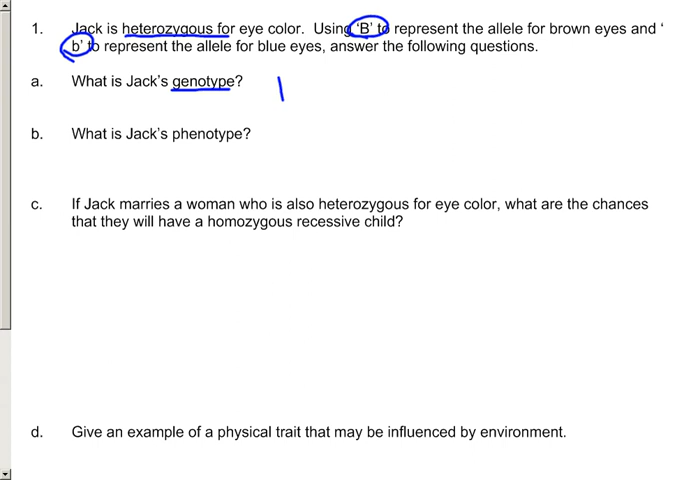 1. Jack is heterozygous for eye color. Using 'B' to represent the allele for brown eyes and '
b' to represent the allele for blue eyes, answer the following questions.
a. What is Jack's genotype?
b. What is Jack's phenotype?
c. If Jack marries a woman who is also heterozygous for eye color, what are the chances
that they will have a homozygous recessive child?
d. Give an example of a physical trait that may be influenced by environment.